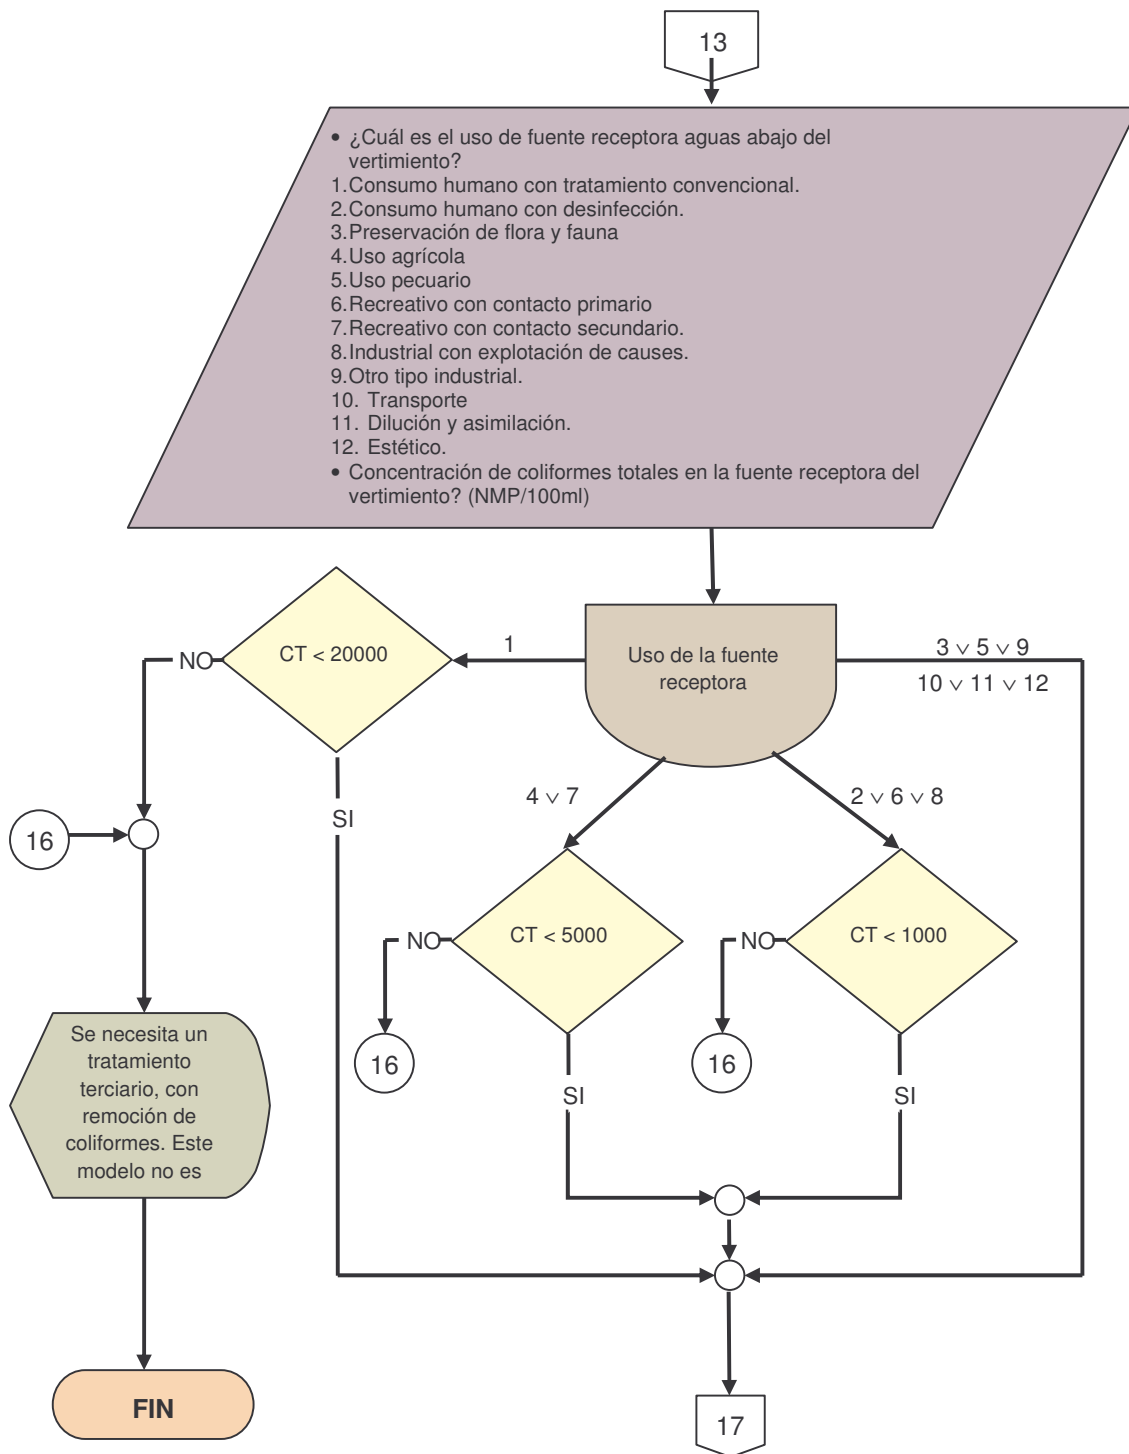 13
• ¿Cuál es el uso de fuente receptora aguas abajo del
vertimiento?
1.Consumo humano con tratamiento convencional.
2.Consumo humano con desinfección.
3.Preservación de flora y fauna
4.Uso agrícola
5.Uso pecuario
6.Recreativo con contacto primario
7.Recreativo con contacto secundario.
8.Industrial con explotación de causes.
9.Otro tipo industrial.
10. Transporte
11. Dilución y asimilación.
12. Estético.
• Concentración de coliformes totales en la fuente receptora del
vertimiento? (NMP/100ml)
NO
CT < 20000
1
Uso de la fuente
receptora
3 ∨ 5 ∨ 9
10 ∨ 11 ∨ 12
4 ∨ 7
2 ∨ 6 ∨ 8
SI
16
NO
CT < 5000
NO
CT < 1000
Se necesita un
tratamiento
terciario, con
remoción de
coliformes. Este
modelo no es
16
16
SI
SI
FIN
17